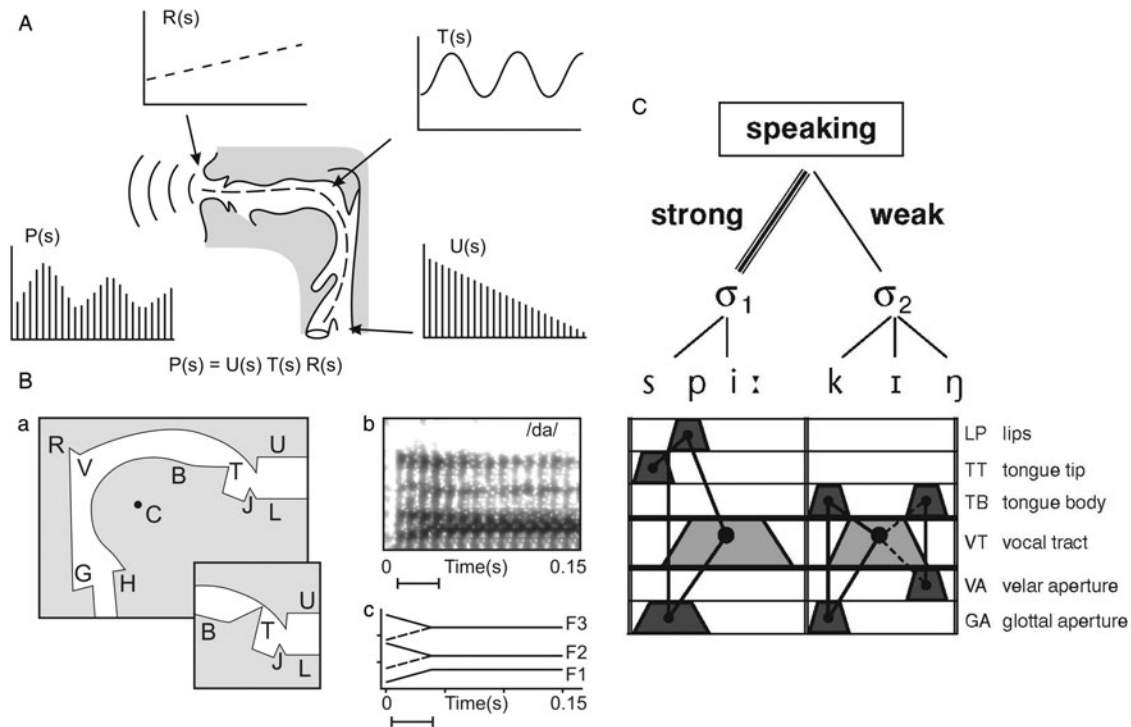 A
R(s)
T(s)
P(s)
U(s)
P(s) = U(s) T(s) R(s)
B
a
R
V
B
T
U
J
L
C
G
H
U
B
T
J
L
b
/da/
0 Time(s) 0.15
c
F3
F2
F1
0 Time(s) 0.15
C
speaking
strong weak
σ1 σ2
s p iː k ɪ ŋ
LP lips
TT tongue tip
TB tongue body
VT vocal tract
VA velar aperture
GA glottal aperture